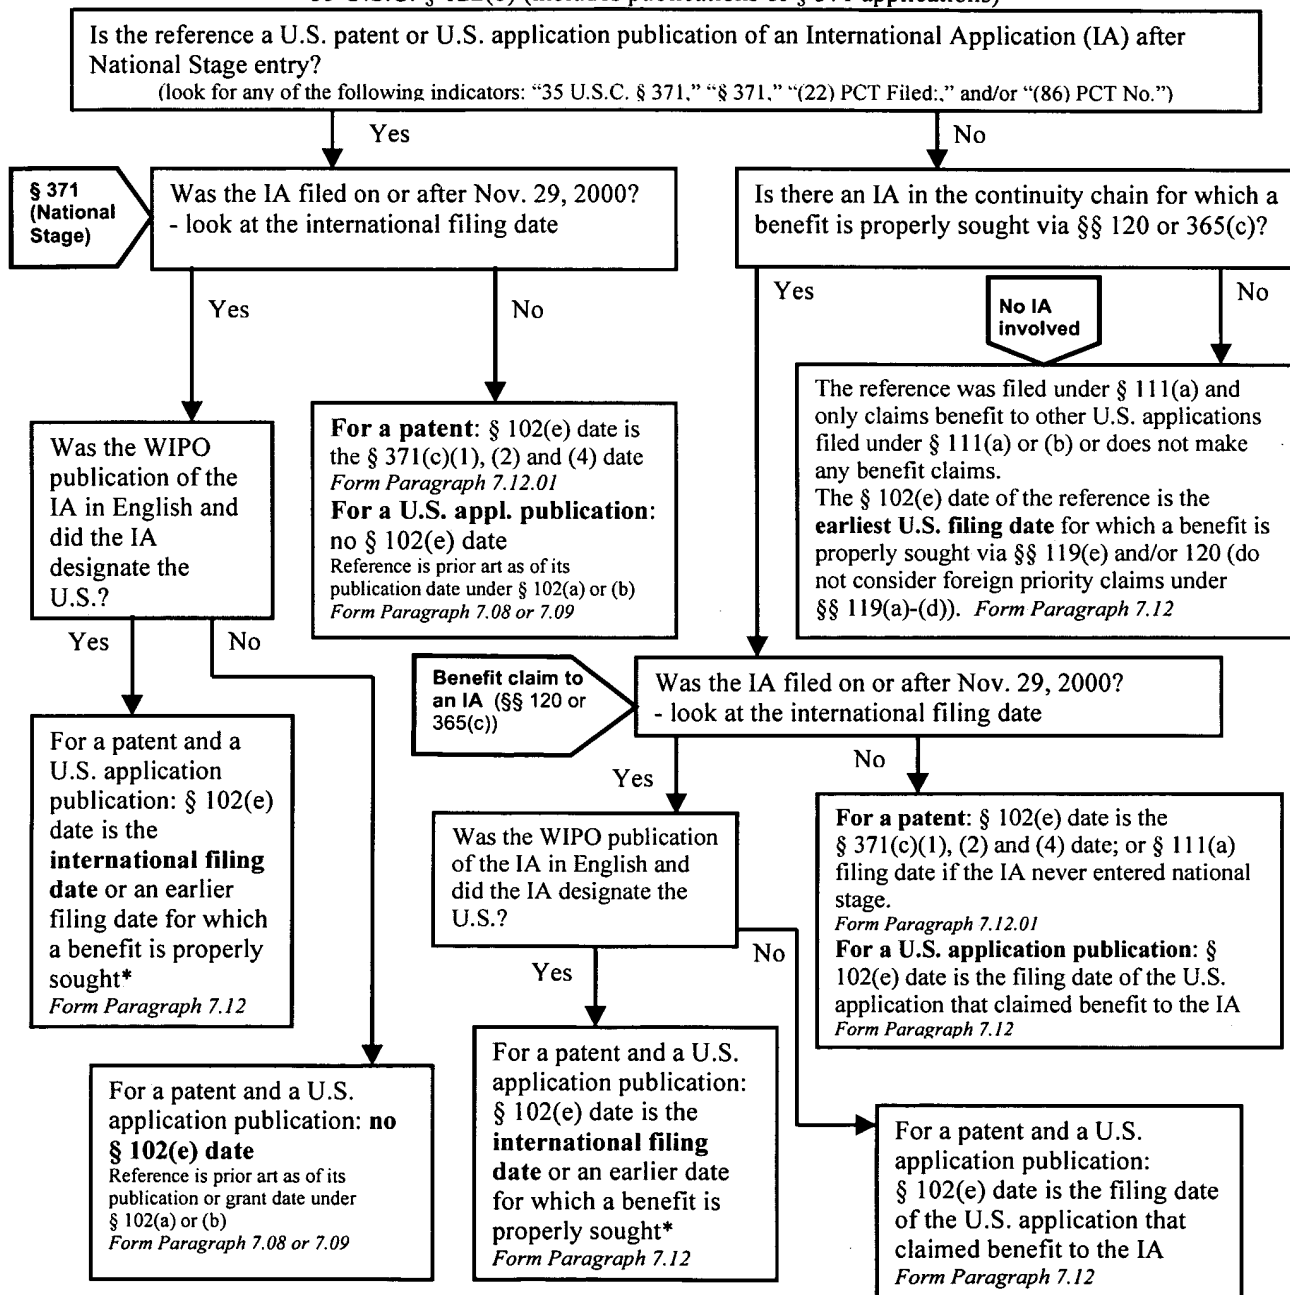 35 U.S.C. § 122(b) (includes publications of § 371 applications)
Is the reference a U.S. patent or U.S. application publication of an International Application (IA) after
National Stage entry?
(look for any of the following indicators: “35 U.S.C. § 371,” “§ 371,” “(22) PCT Filed:,” and/or “(86) PCT No.”)
Yes
No
§ 371
(National
Stage)
Was the IA filed on or after Nov. 29, 2000?
- look at the international filing date
Is there an IA in the continuity chain for which a
benefit is properly sought via §§ 120 or 365(c)?
Yes
No
Yes
No
No IA
involved
Was the WIPO
publication of the
IA in English and
did the IA
designate the
U.S.?
For a patent: § 102(e) date is
the § 371(c)(1), (2) and (4) date
Form Paragraph 7.12.01
For a U.S. appl. publication:
no § 102(e) date
Reference is prior art as of its
publication date under § 102(a) or (b)
Form Paragraph 7.08 or 7.09
The reference was filed under § 111(a) and
only claims benefit to other U.S. applications
filed under § 111(a) or (b) or does not make
any benefit claims.
The § 102(e) date of the reference is the
earliest U.S. filing date for which a benefit is
properly sought via §§ 119(e) and/or 120 (do
not consider foreign priority claims under
§§ 119(a)-(d)). Form Paragraph 7.12
Yes
No
Benefit claim to
an IA (§§ 120 or
365(c))
Was the IA filed on or after Nov. 29, 2000?
- look at the international filing date
Yes
No
For a patent and a
U.S. application
publication: § 102(e)
date is the
international filing
date or an earlier
filing date for which
a benefit is properly
sought*
Form Paragraph 7.12
Was the WIPO publication
of the IA in English and
did the IA designate the
U.S.?
For a patent: § 102(e) date is the
§ 371(c)(1), (2) and (4) date; or § 111(a)
filing date if the IA never entered national
stage.
Form Paragraph 7.12.01
For a U.S. application publication: §
102(e) date is the filing date of the U.S.
application that claimed benefit to the IA
Form Paragraph 7.12
Yes
No
For a patent and a U.S.
application publication: no
§ 102(e) date
Reference is prior art as of its
publication or grant date under
§ 102(a) or (b)
Form Paragraph 7.08 or 7.09
For a patent and a U.S.
application publication:
§ 102(e) date is the
international filing
date or an earlier date
for which a benefit is
properly sought*
Form Paragraph 7.12
For a patent and a U.S.
application publication:
§ 102(e) date is the filing date
of the U.S. application that
claimed benefit to the IA
Form Paragraph 7.12